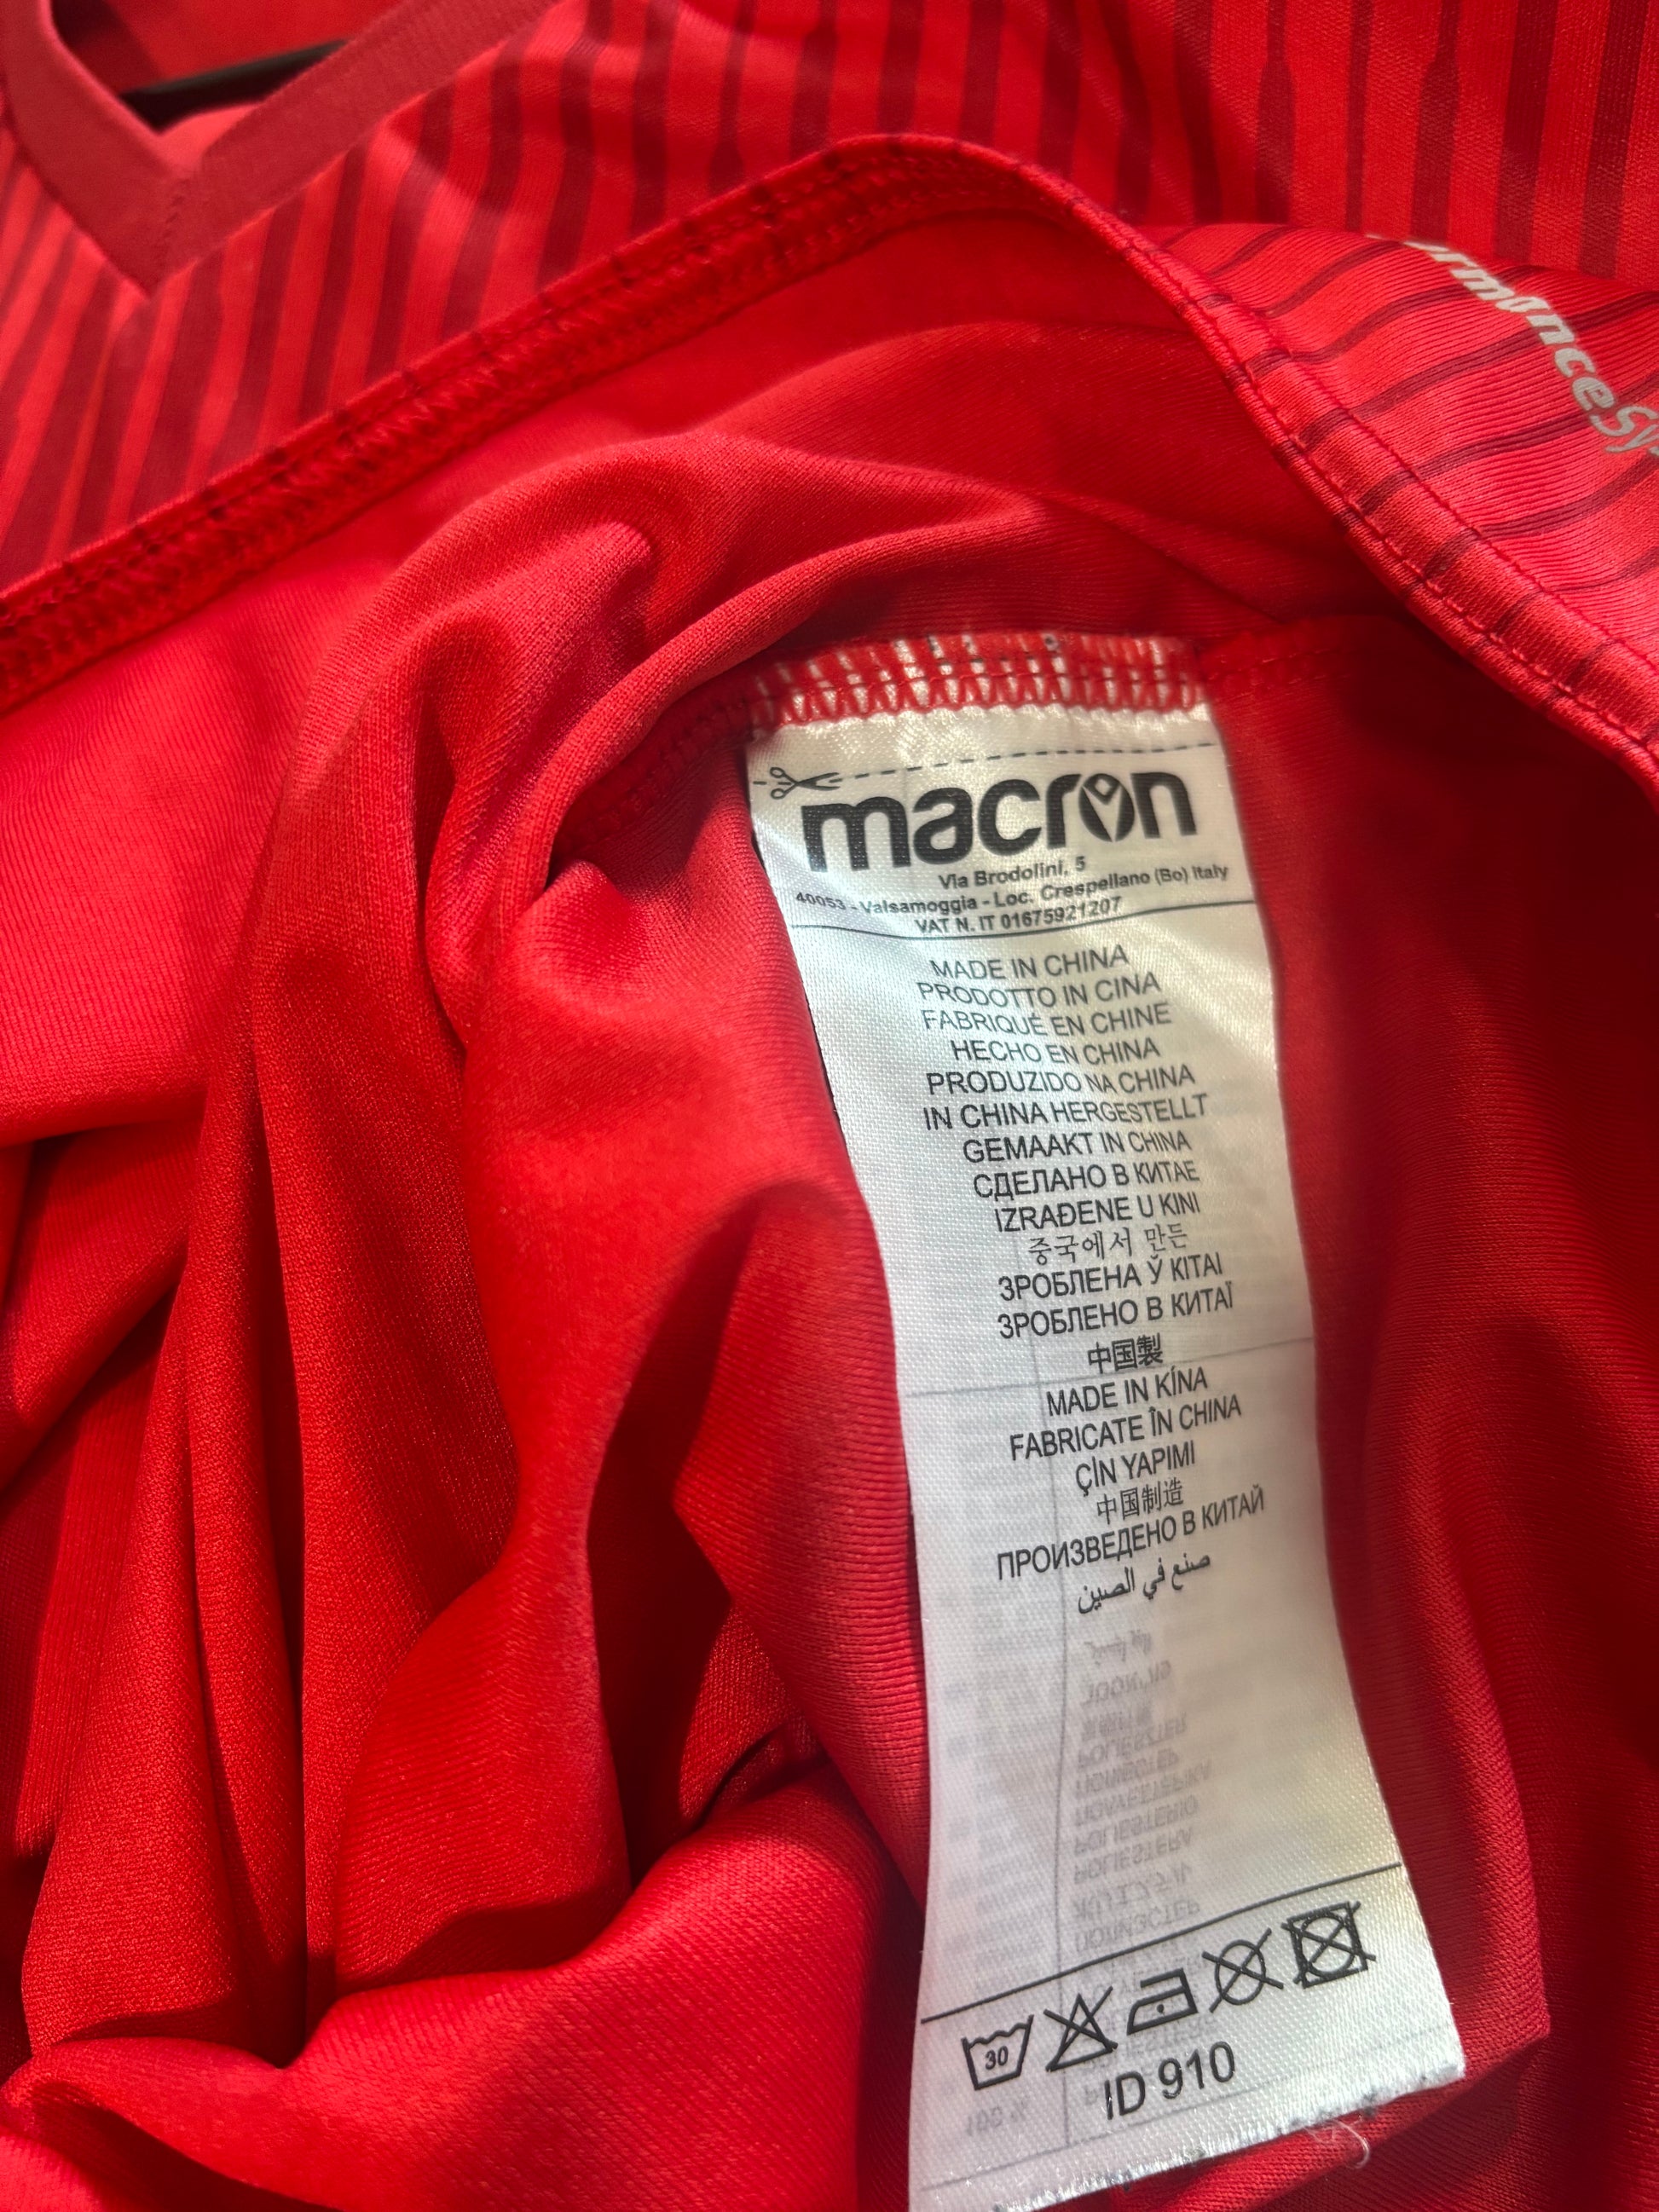 macron
Via Brodolini, 5
40053 - Valsamoggia - Loc. Crespellano (Bo) Italy
VAT N. IT 01675921207
MADE IN CHINA
PRODOTTO IN CINA
FABRIQUÉ EN CHINE
HECHO EN CHINA
PRODUZIDO NA CHINA
IN CHINA HERGESTELLT
GEMAAKT IN CHINA
СДЕЛАНО В КИТАЕ
IZRAĐENE U KINI
중국에서 만든
ЗРОБЛЕНА Ў КІТАІ
ЗРОБЛЕНО В КИТАЇ
中国製
MADE IN KÍNA
FABRICATE ÎN CHINA
ÇİN YAPIMI
中国制造
ПРОИЗВЕДЕНО В КИТАЙ
صنع في الصين
30
ID 910